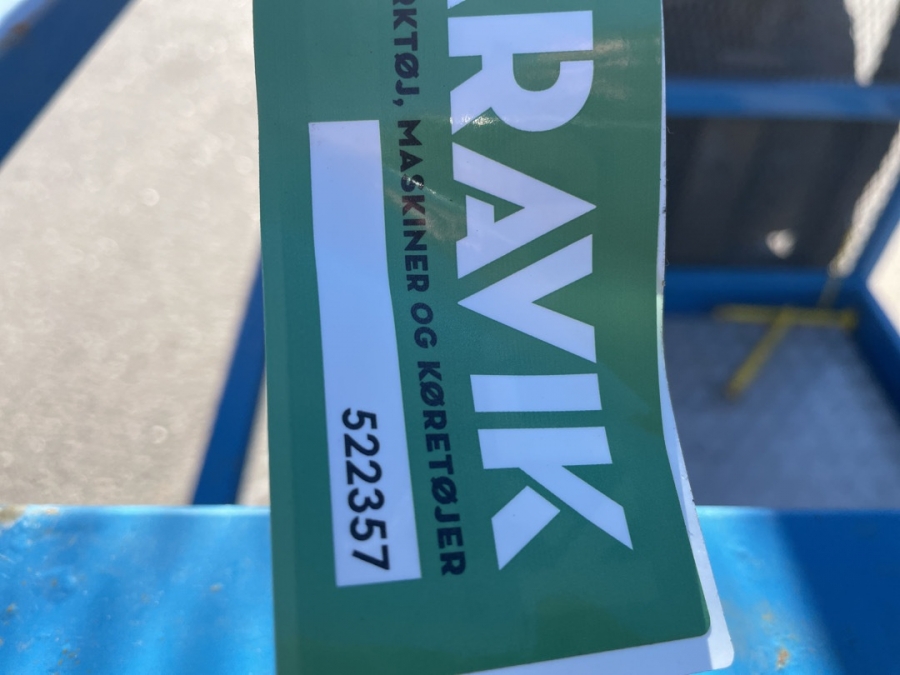 RAVIK
RKTØJ, MASKINER OG KØRETØJER
522357